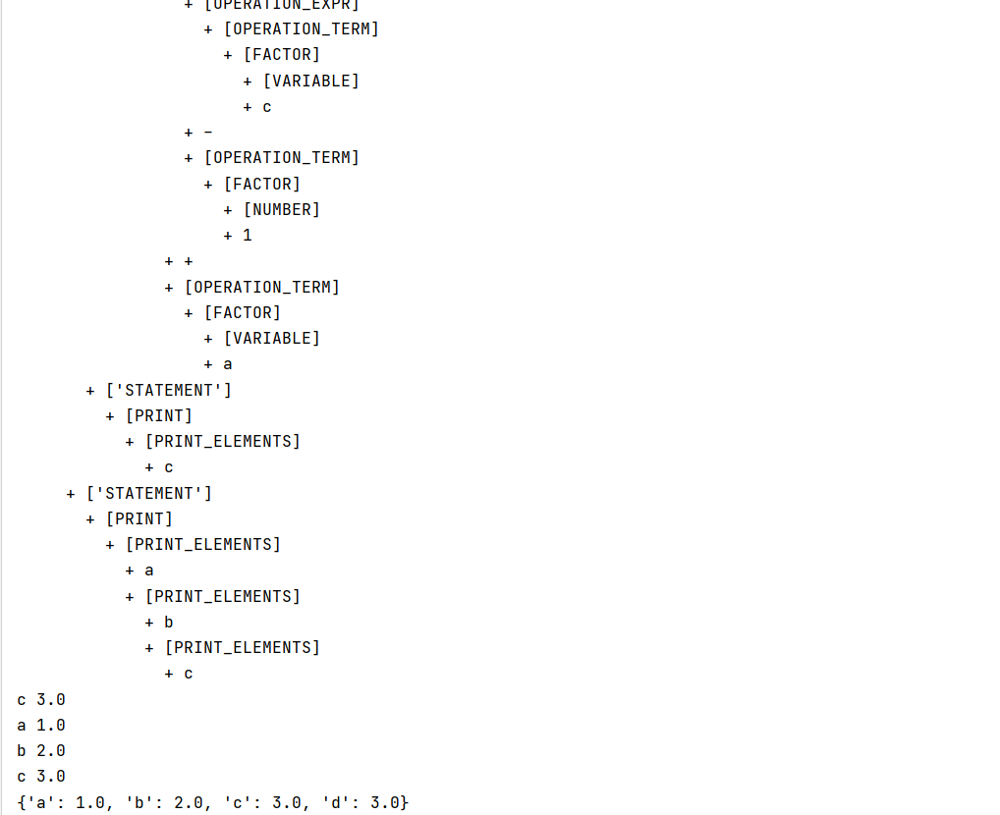 + [OPERATION_EXPR]
+ [OPERATION_TERM]
+ [FACTOR]
+ [VARIABLE]
+ c
+ -
+ [OPERATION_TERM]
+ [FACTOR]
+ [NUMBER]
+ 1
+ +
+ [OPERATION_TERM]
+ [FACTOR]
+ [VARIABLE]
+ a
+ ['STATEMENT']
+ [PRINT]
+ [PRINT_ELEMENTS]
+ c
+ ['STATEMENT']
+ [PRINT]
+ [PRINT_ELEMENTS]
+ a
+ [PRINT_ELEMENTS]
+ b
+ [PRINT_ELEMENTS]
+ c
c 3.0
a 1.0
b 2.0
c 3.0
{'a': 1.0, 'b': 2.0, 'c': 3.0, 'd': 3.0}